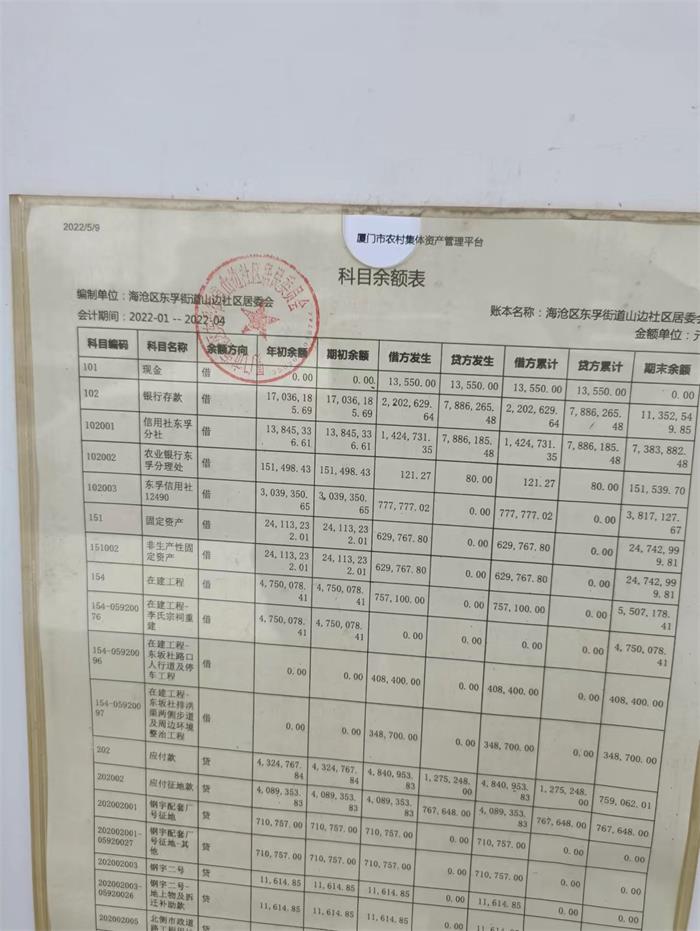 2022/5/9
厦门市农村集体资产管理平台
科目余额表
编制单位：海沧区东孚街道山边社区居委会
账本名称：海沧区东孚街道山边社区居委会
会计期间：2022-01 -- 2022-04
金额单位：元
科目编码 科目名称 余额方向 年初余额 期初余额 借方发生 贷方发生 借方累计 贷方累计 期末余额
101 现金 借 0.00 0.00 13,550.00 13,550.00 13,550.00 13,550.00 0.00
102 银行存款 借 17,036,185.69 17,036,185.69 2,202,629.64 7,886,265.48 2,202,629.64 7,886,265.48 11,352,549.85
102001 信用社东孚分社 借 13,845,336.61 13,845,336.61 1,424,731.35 7,886,185.48 1,424,731.35 7,886,185.48 7,383,882.48
102002 农业银行东孚分理处 借 151,498.43 151,498.43 121.27 80.00 121.27 80.00 151,539.70
102003 东孚信用社12490 借 3,039,350.65 3,039,350.65 777,777.02 0.00 777,777.02 0.00 3,817,127.67
151 固定资产 借 24,113,232.01 24,113,232.01 629,767.80 0.00 629,767.80 0.00 24,742,999.81
151002 非生产性固定资产 借 24,113,232.01 24,113,232.01 629,767.80 0.00 629,767.80 0.00 24,742,999.81
154 在建工程 借 4,750,078.41 4,750,078.41 757,100.00 0.00 757,100.00 0.00 5,507,178.41
154-05920076 在建工程-李氏宗祠重建 借 4,750,078.41 4,750,078.41 0.00 0.00 0.00 0.00 4,750,078.41
154-05920096 在建工程-东坂社路口人行道及停车工程 借 0.00 0.00 408,400.00 0.00 408,400.00 0.00 408,400.00
154-05920097 在建工程-东坂社排洪渠两侧步道及周边环境整治工程 借 0.00 0.00 348,700.00 0.00 348,700.00 0.00 348,700.00
202 应付款 贷 4,324,767.84 4,324,767.84 4,840,953.83 1,275,248.00 4,840,953.83 1,275,248.00 759,062.01
202002 应付征地款 贷 4,089,353.83 4,089,353.83 4,089,353.83 767,648.00 4,089,353.83 767,648.00 767,648.00
202002001 钢宇配套厂号征地 贷 710,757.00 710,757.00 710,757.00 0.00 710,757.00 0.00 0.00
202002001-05920027 钢宇配套厂号征地-其他 贷 710,757.00 710,757.00 710,757.00 0.00 710,757.00 0.00 0.00
202002003 钢宇二号 贷 11,614.85 11,614.85 11,614.85 0.00 11,614.85 0.00 0.00
202002003-05920026 钢宇二号-地上物及拆迁补助款 贷 11,614.85 11,614.85 11,614.85 0.00 11,614.85 0.00 0.00
202002005 北侧市政道